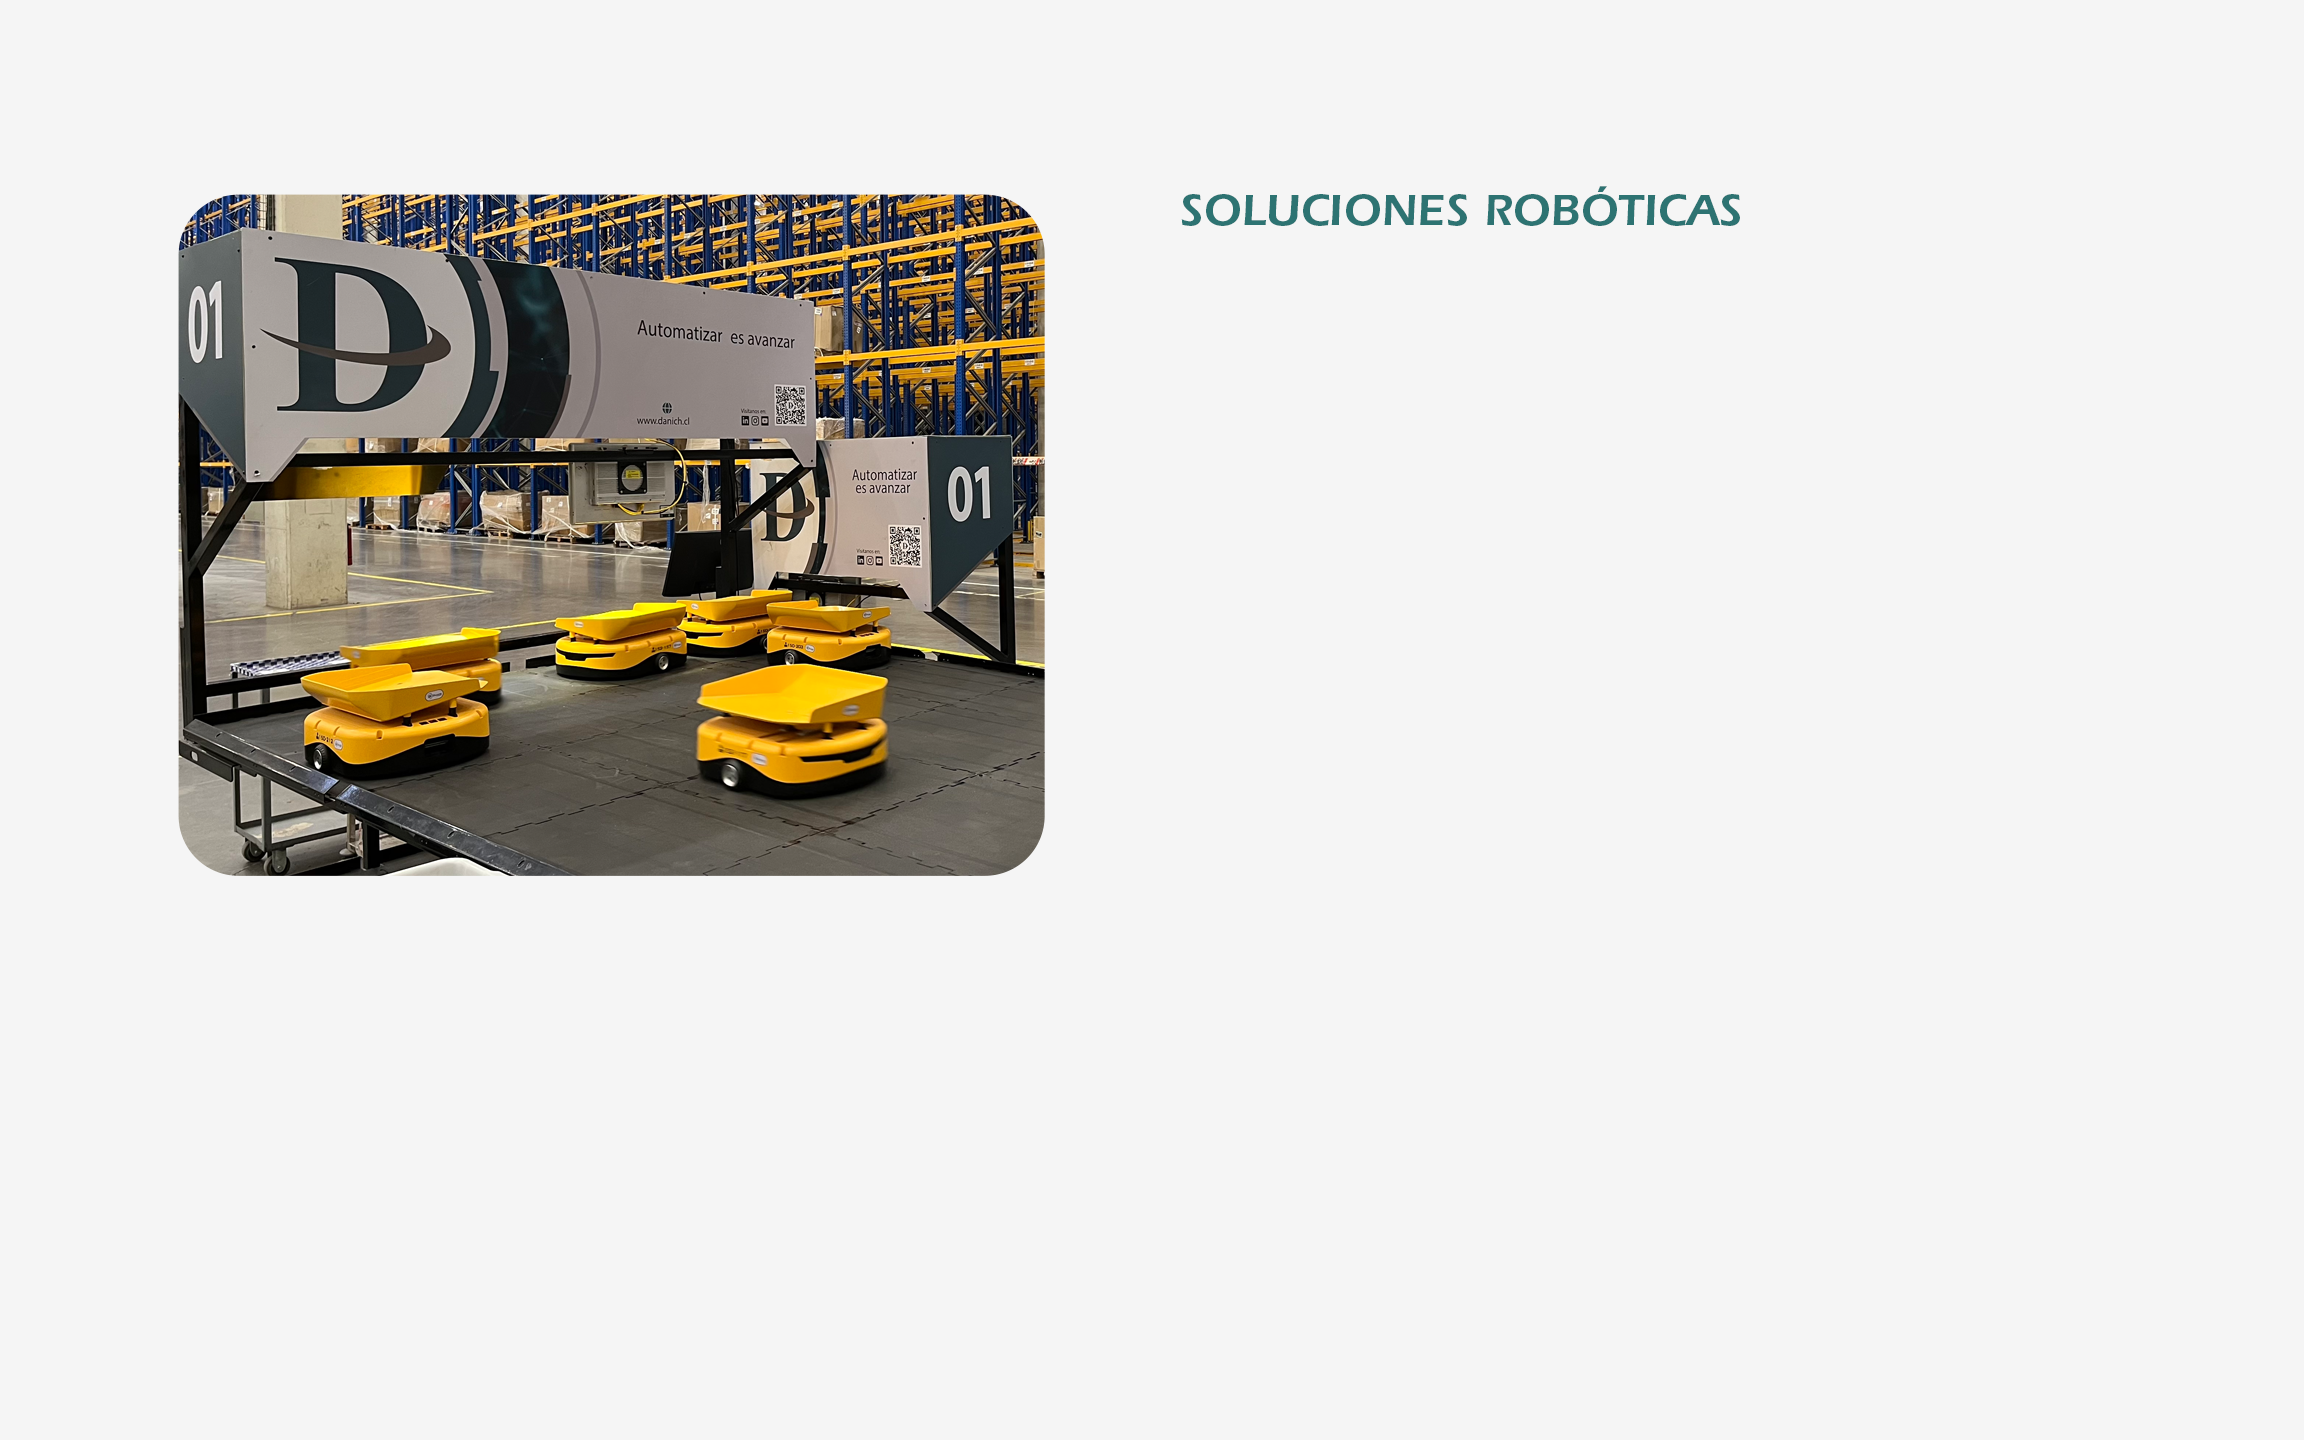 SOLUCIONES ROBÓTICAS
01
D
Automatizar es avanzar
www.danich.cl
Visítanos en:
D
Automatizar
es avanzar
01
Visítanos en: